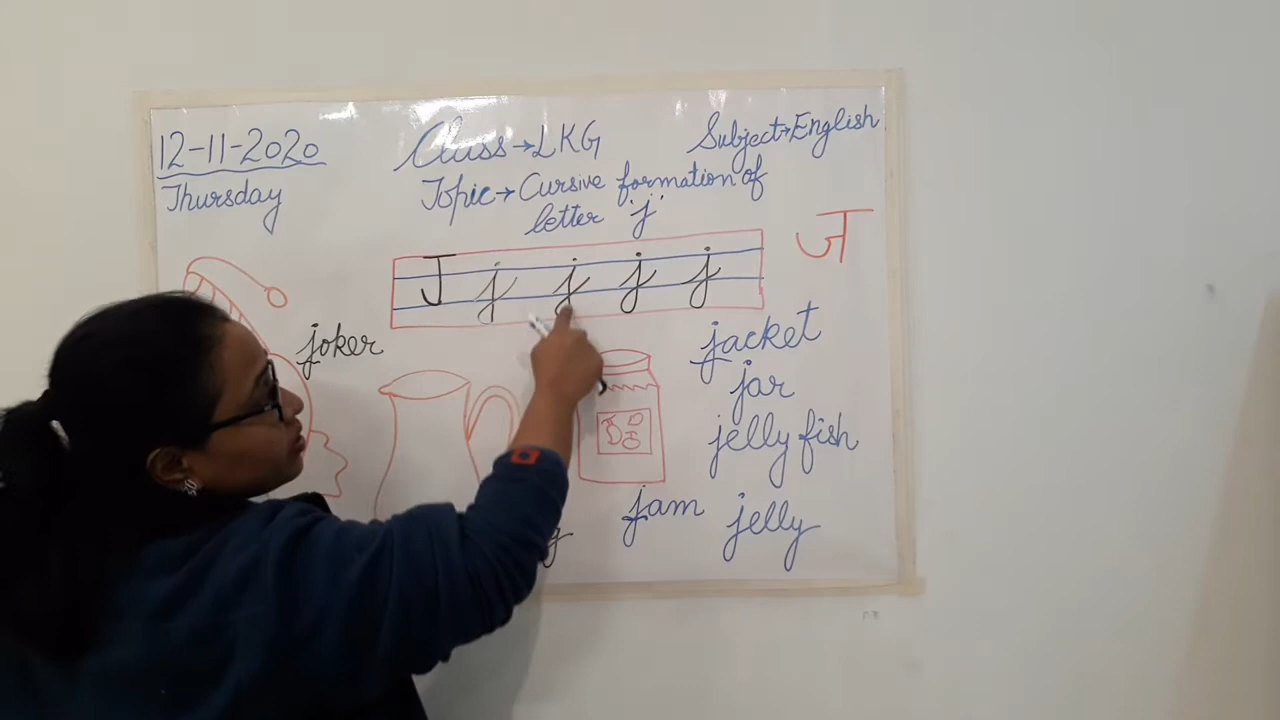 12-11-2020
Thursday
Class→LKG
Subject→English
Topic→Cursive formation of
letter 'j'
J j j j j
ज
joker
jacket
jar
jelly fish
jam
jelly